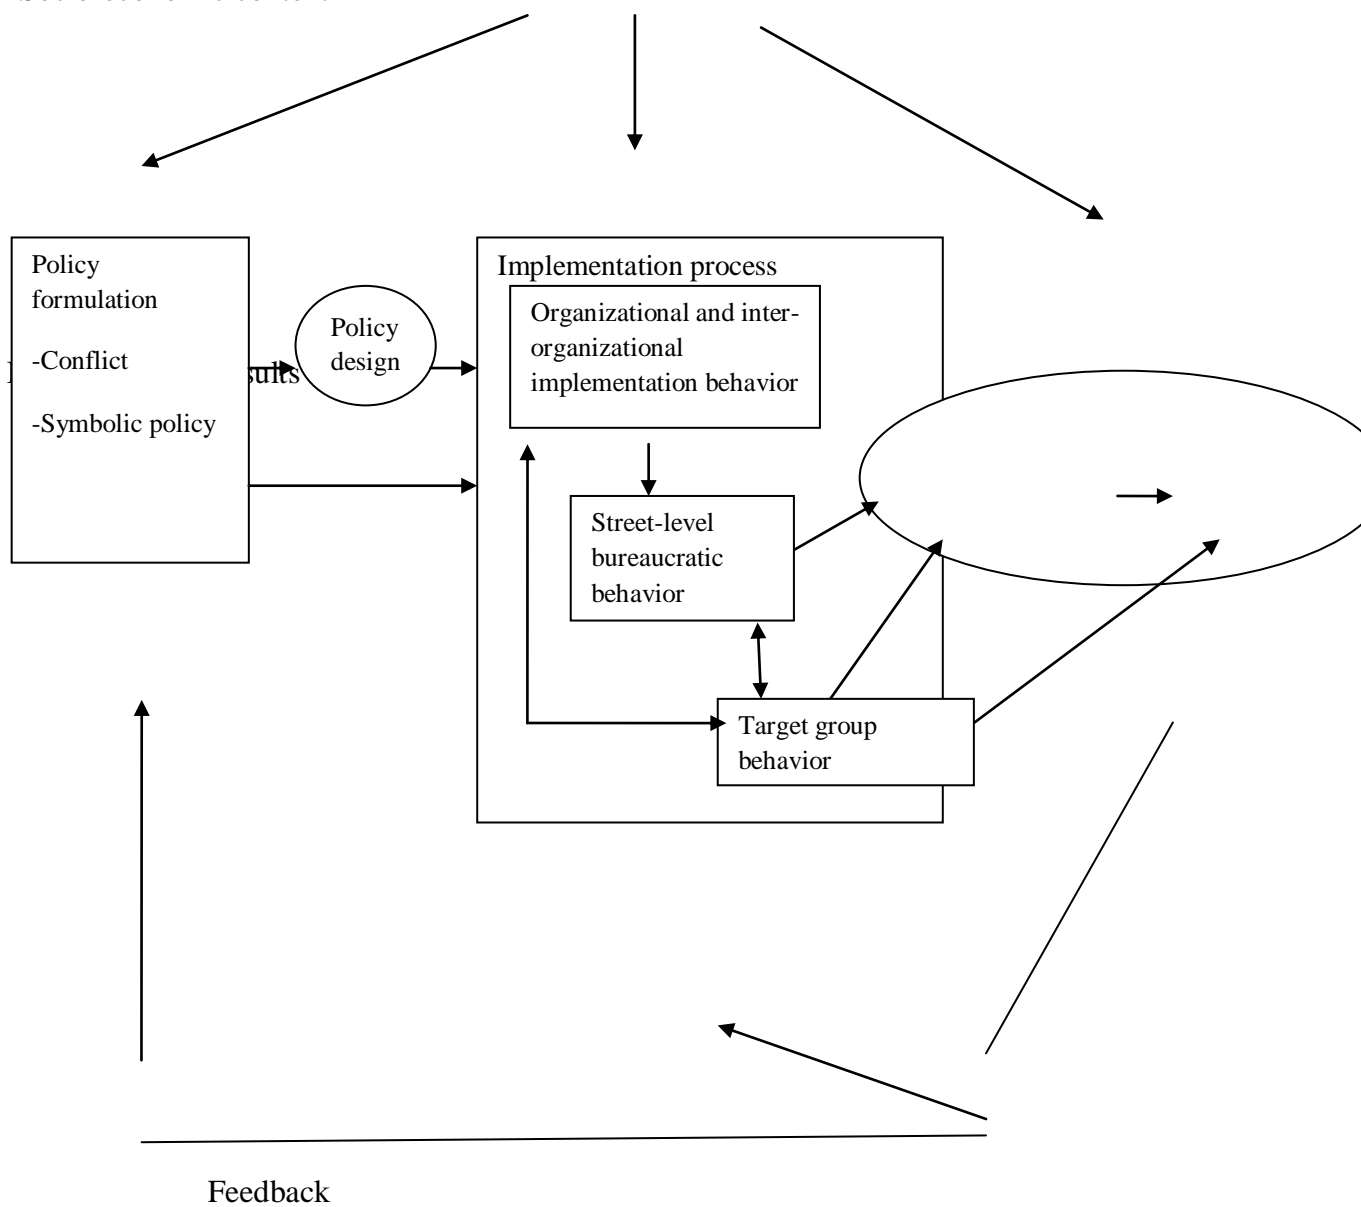 Policy
formulation
-Conflict
-Symbolic policy
Policy
design
Implementation process
Organizational and inter-
organizational
implementation behavior
Street-level
bureaucratic
behavior
Target group
behavior
Feedback